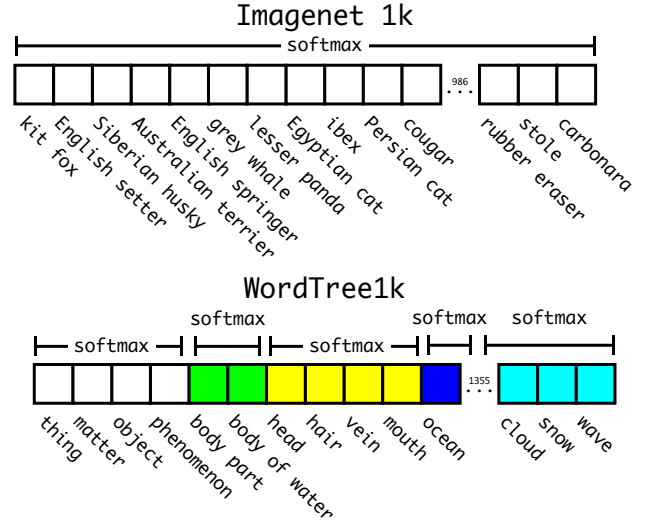 Imagenet 1k
softmax
986
...
kit fox
English setter
Siberian husky
Australian terrier
English springer
grey whale
lesser panda
Egyptian cat
ibex
Persian cat
cougar
rubber eraser
stole
carbonara
WordTree1k
softmax
softmax
softmax
softmax
softmax
1355
...
thing
matter
object
phenomenon
body part
body of water
head
hair
vein
mouth
ocean
cloud
snow
wave